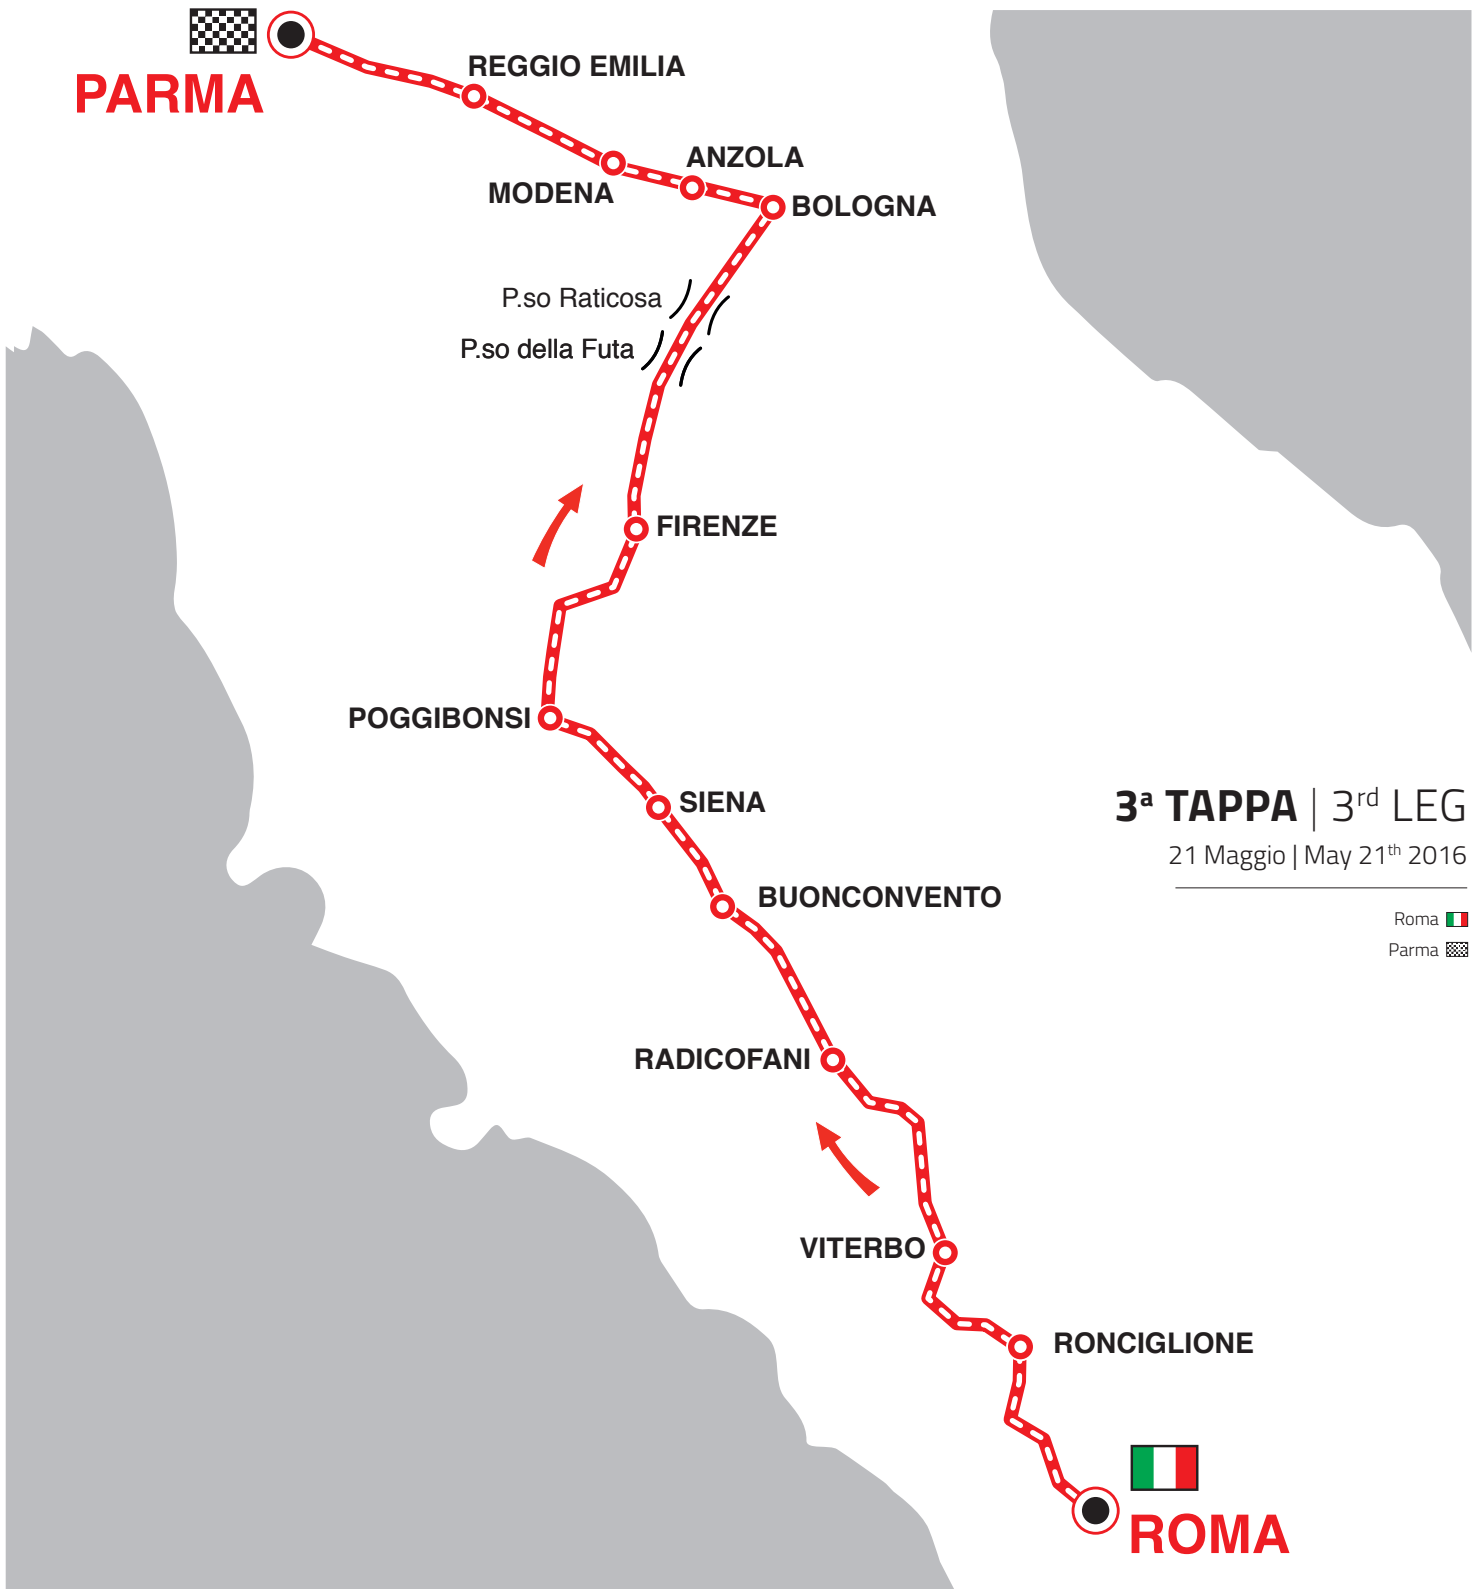 REGGIO EMILIA
PARMA
ANZOLA
MODENA
BOLOGNA
P.so Raticosa
P.so della Futa
FIRENZE
POGGIBONSI
SIENA
3ª TAPPA | 3rd LEG
21 Maggio | May 21th 2016
BUONCONVENTO
Roma
Parma
RADICOFANI
VITERBO
RONCIGLIONE
ROMA